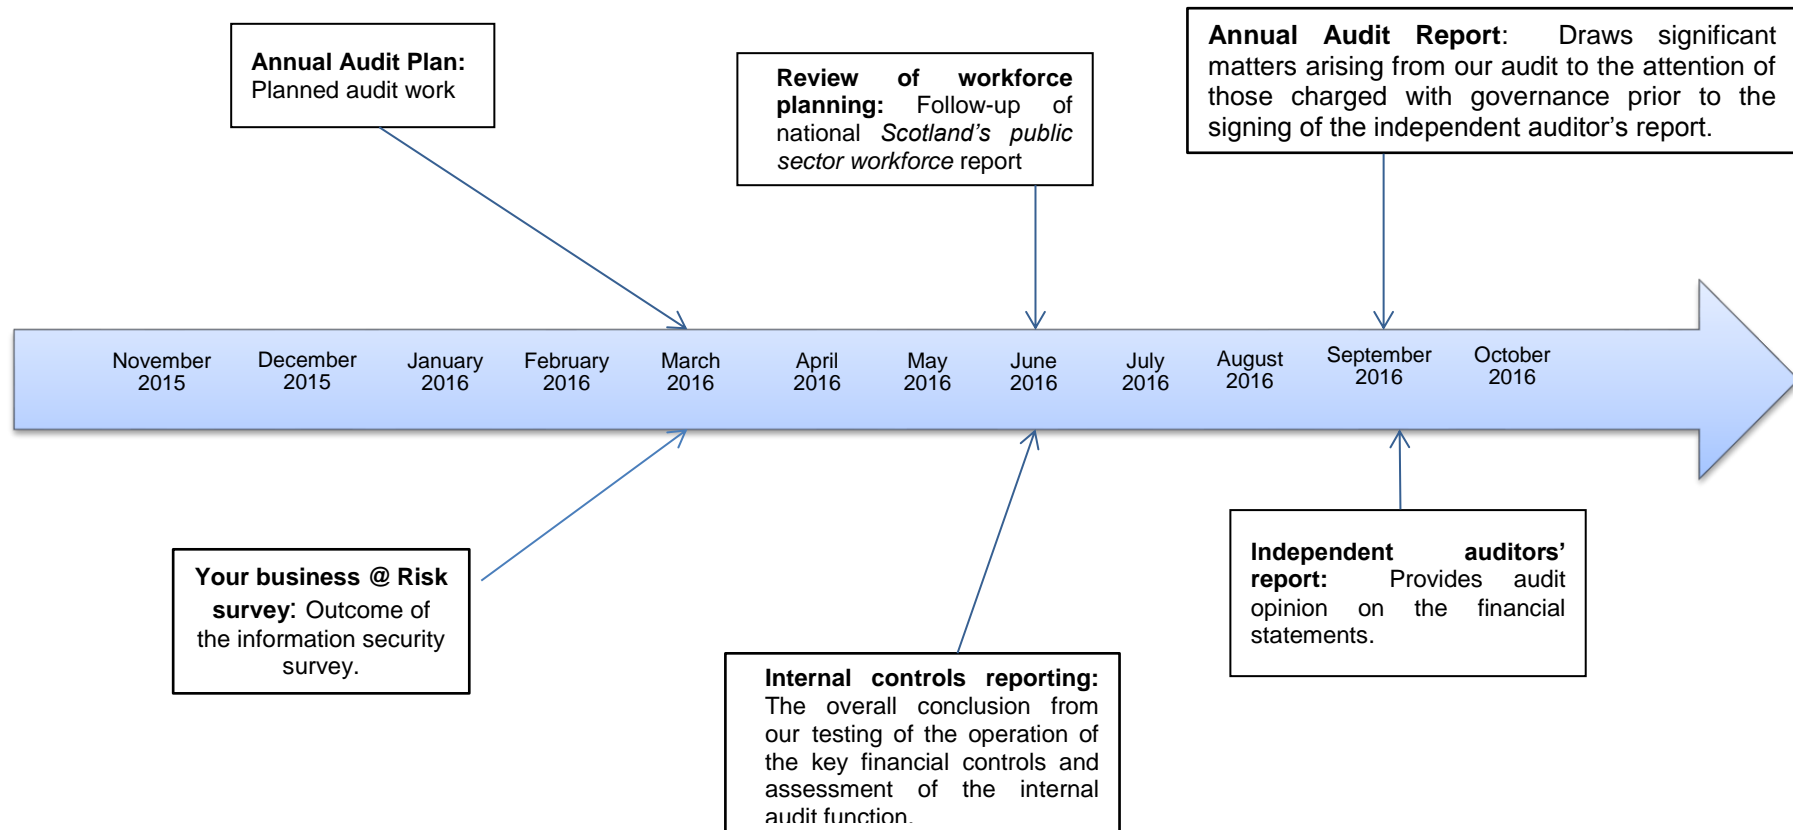 Annual Audit Plan:
Planned audit work
Review of workforce
planning: Follow-up of
national Scotland’s public
sector workforce report
Annual Audit Report: Draws significant
matters arising from our audit to the attention of
those charged with governance prior to the
signing of the independent auditor’s report.
November
2015
December
2015
January
2016
February
2016
March
2016
April
2016
May
2016
June
2016
July
2016
August
2016
September
2016
October
2016
Your business @ Risk
survey: Outcome of
the information security
survey.
Internal controls reporting:
The overall conclusion from
our testing of the operation of
the key financial controls and
assessment of the internal
audit function.
Independent auditors’
report: Provides audit
opinion on the financial
statements.